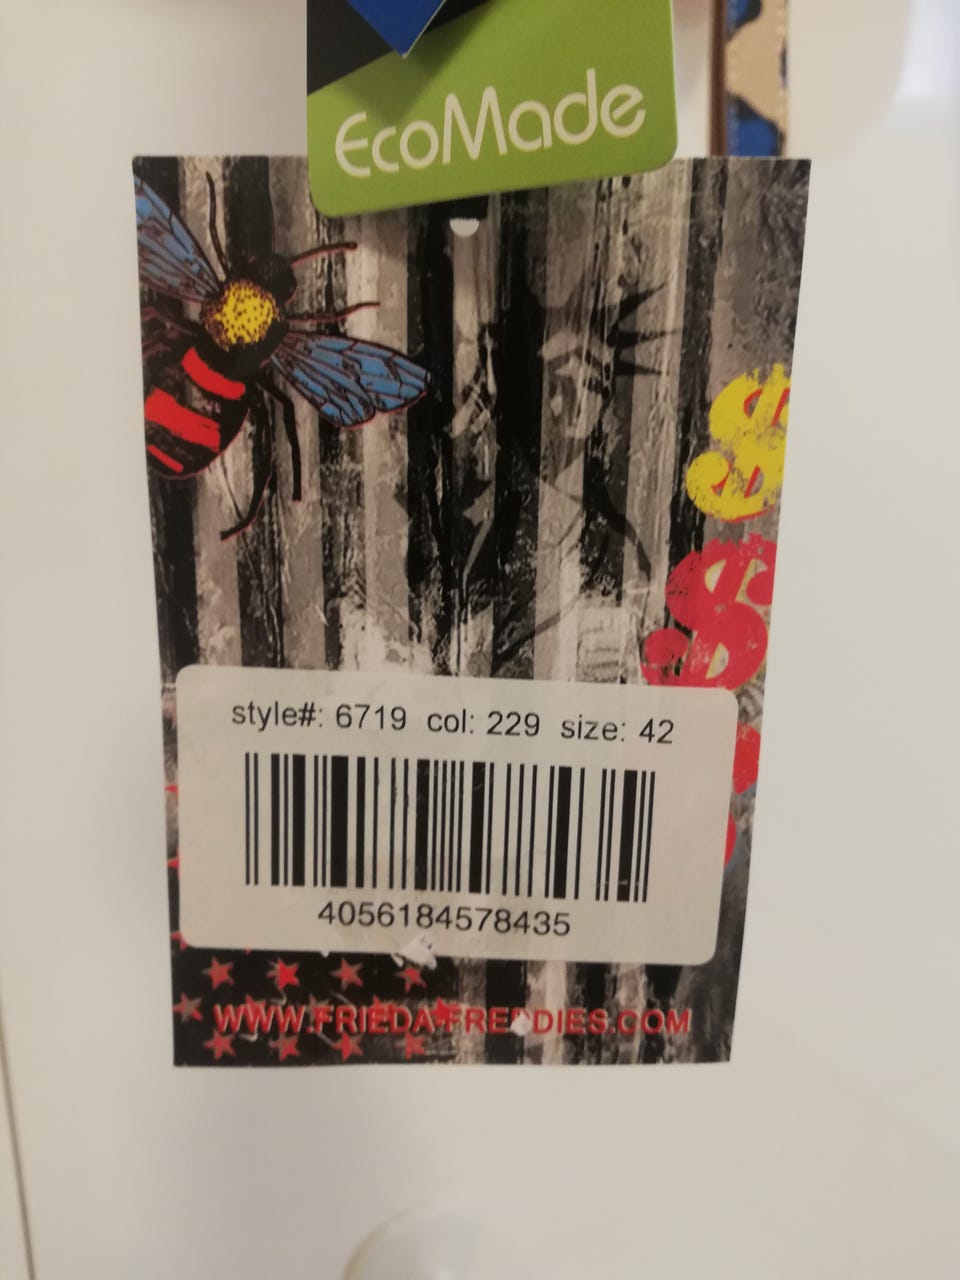 EcoMade
$
$
style#: 6719 col: 229 size: 42
4056184578435
WWW.FRIEDA-FREDDIES.COM